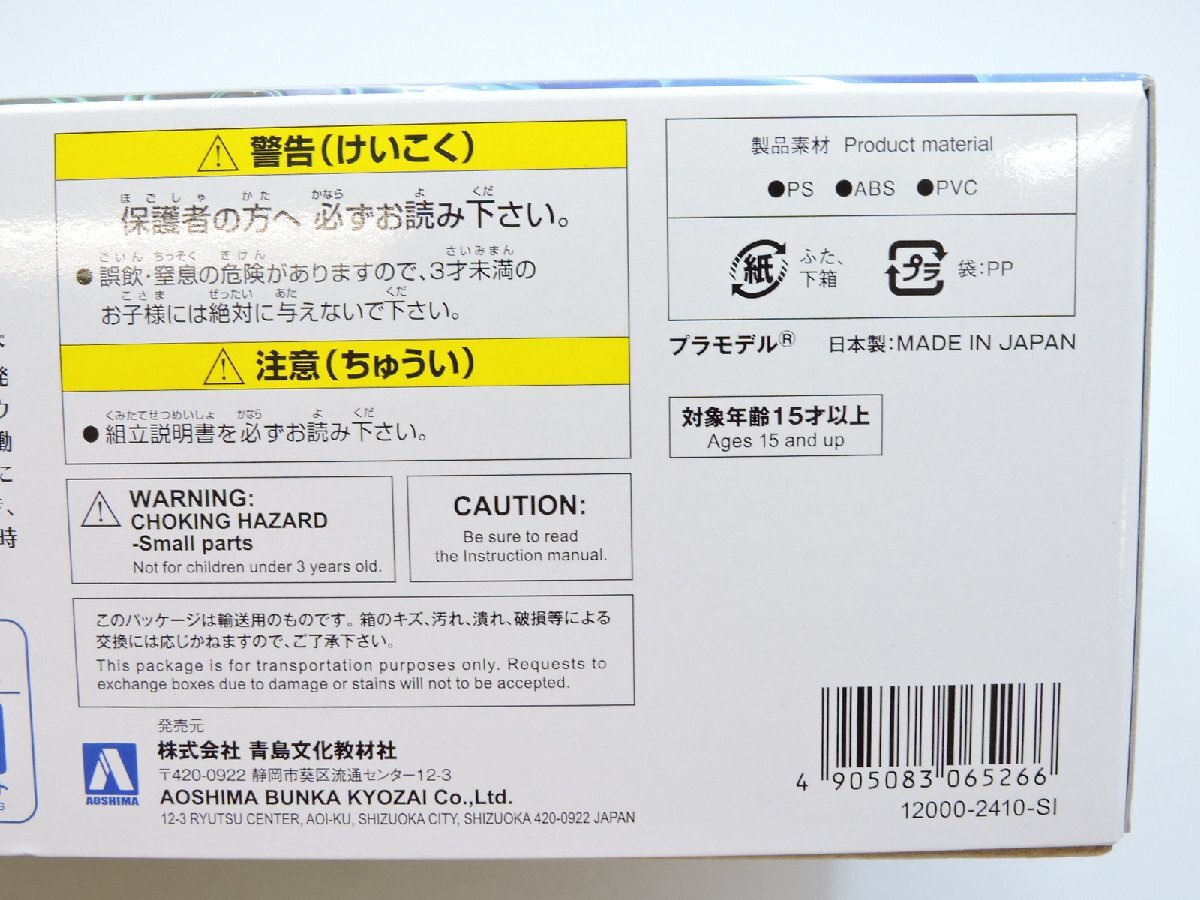 警告(けいこく)
ほごしゃ かた かなら よ くだ
保護者の方へ 必ずお読み下さい。
ごいん ちっそく きけん さいみまん
●誤飲・窒息の危険がありますので、3才未満の
こさま ぜったい あた くだ
お子様には絶対に与えないで下さい。
注意(ちゅうい)
くみたてせつめいしょ かなら よ くだ
●組立説明書を必ずお読み下さい。
WARNING:
CHOKING HAZARD
-Small parts
Not for children under 3 years old.
CAUTION:
Be sure to read
the Instruction manual.
このパッケージは輸送用のものです。箱のキズ、汚れ、潰れ、破損等による
交換には応じかねますので、ご了承下さい。
This package is for transportation purposes only. Requests to
exchange boxes due to damage or stains will not to be accepted.
発売元
株式会社 青島文化教材社
〒420-0922 静岡市葵区流通センター12-3
AOSHIMA BUNKA KYOZAI Co.,Ltd.
12-3 RYUTSU CENTER, AOI-KU, SHIZUOKA CITY, SHIZUOKA 420-0922 JAPAN
AOSHIMA
製品素材 Product material
●PS ●ABS ●PVC
紙 ふた、
下箱
プラ 袋:PP
プラモデル® 日本製:MADE IN JAPAN
対象年齢15才以上
Ages 15 and up
4 905083 065266
12000-2410-SI
発
ウ
働
に
、
時
ト